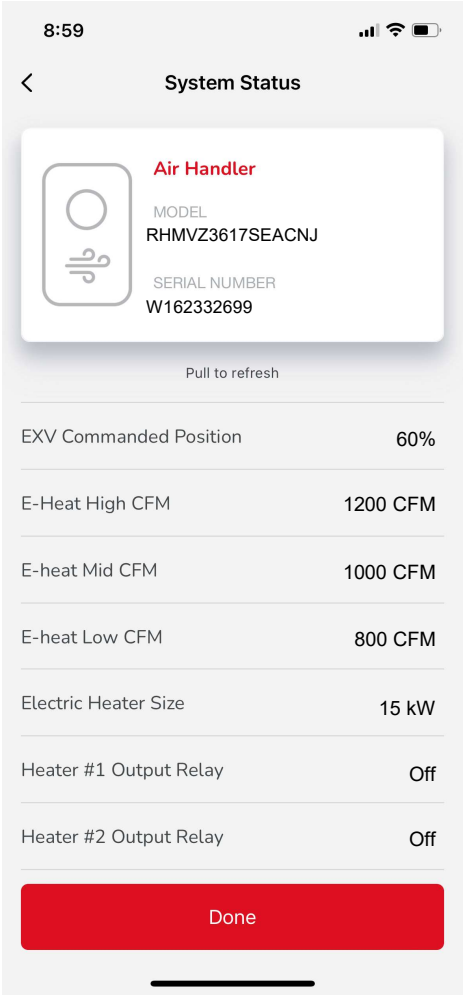 8:59
System Status
Air Handler
MODEL
RHMVZ3617SEACNJ
SERIAL NUMBER
W162332699
Pull to refresh
EXV Commanded Position 60%
E-Heat High CFM 1200 CFM
E-heat Mid CFM 1000 CFM
E-heat Low CFM 800 CFM
Electric Heater Size 15 kW
Heater #1 Output Relay Off
Heater #2 Output Relay Off
Done